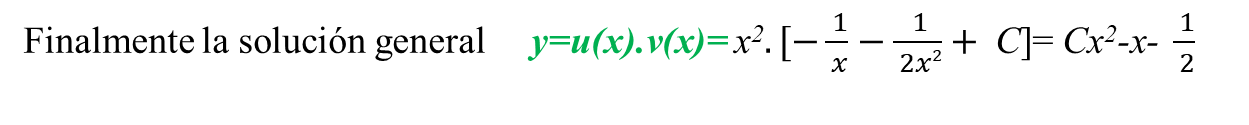 Finalmente la solución general y=u(x).v(x)=x². [− 1/x − 1/2x² + C]= Cx²-x- 1/2